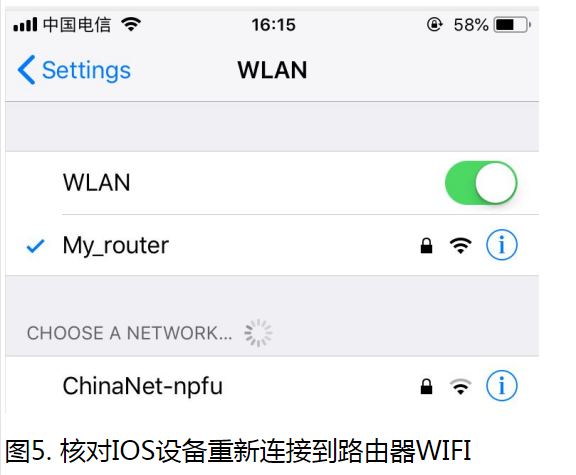 中国电信 16:15 58%
Settings WLAN
WLAN
My_router
CHOOSE A NETWORK...
ChinaNet-npfu
图5. 核对IOS设备重新连接到路由器WIFI